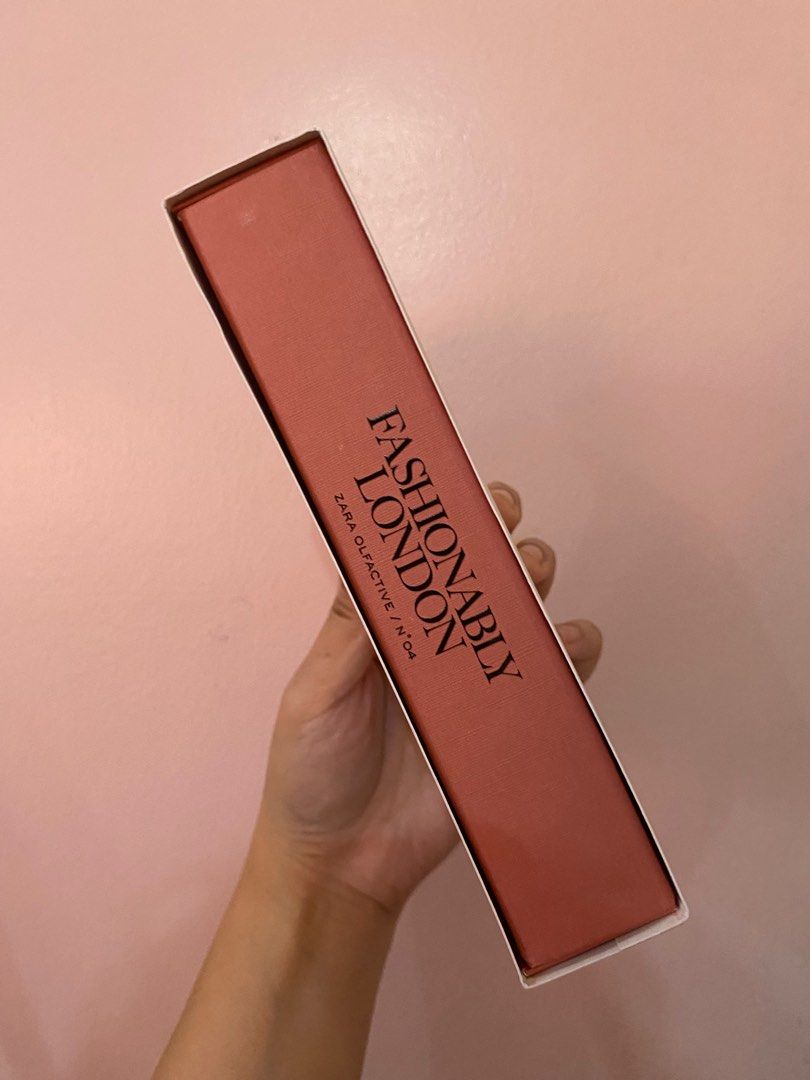 FASHIONABLY
LONDON
ZARA OLFACTIVE / N°04